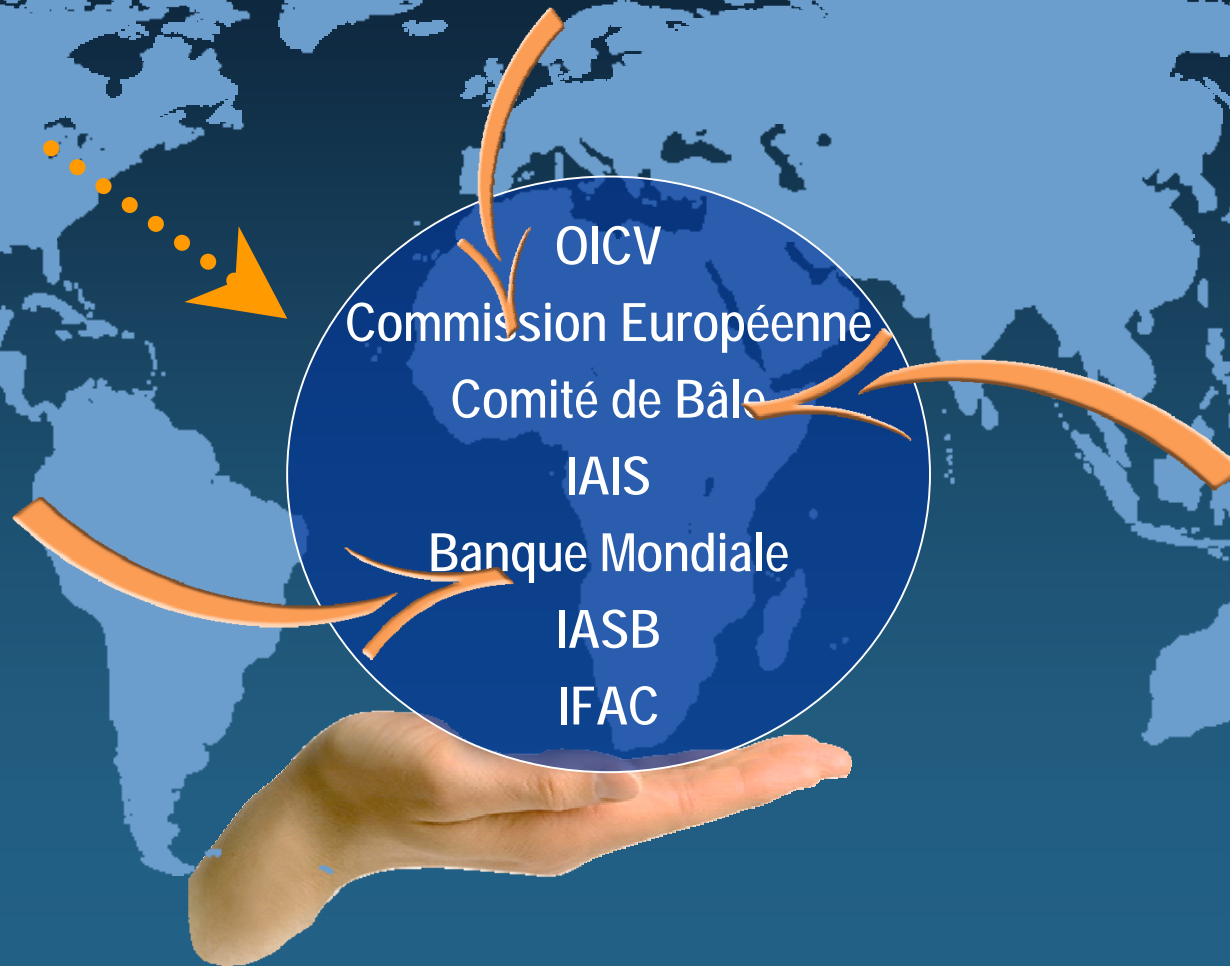 OICV
Commission Européenne
Comité de Bâle
IAIS
Banque Mondiale
IASB
IFAC